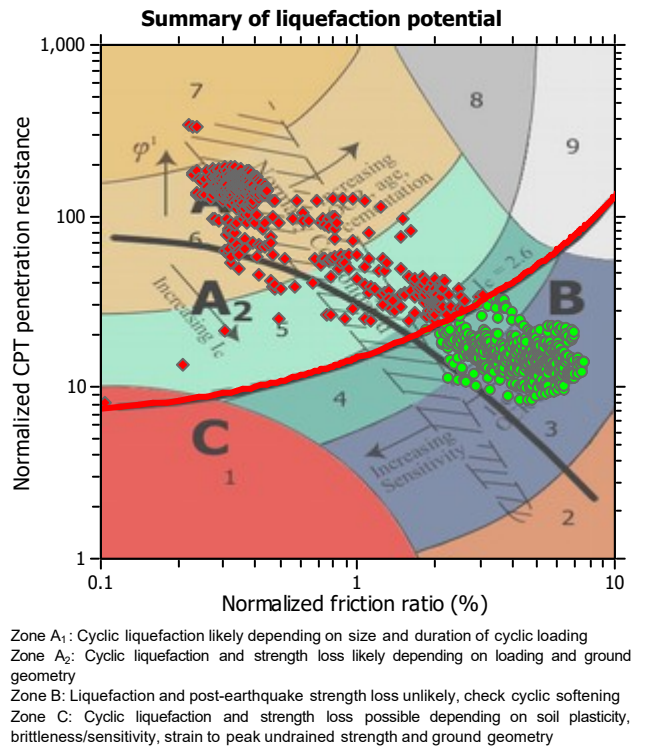 Summary of liquefaction potential
1,000
7
8
9
φ'
Increasing
age,
cementation
100
6
A2
Increasing Ic
5
Ic = 2.6
B
10
4
3
C
1
Increasing
Sensitivity
2
1
0.1
1
10
Normalized CPT penetration resistance
Normalized friction ratio (%)
Zone A1: Cyclic liquefaction likely depending on size and duration of cyclic loading
Zone A2: Cyclic liquefaction and strength loss likely depending on loading and ground
geometry
Zone B: Liquefaction and post-earthquake strength loss unlikely, check cyclic softening
Zone C: Cyclic liquefaction and strength loss possible depending on soil plasticity,
brittleness/sensitivity, strain to peak undrained strength and ground geometry